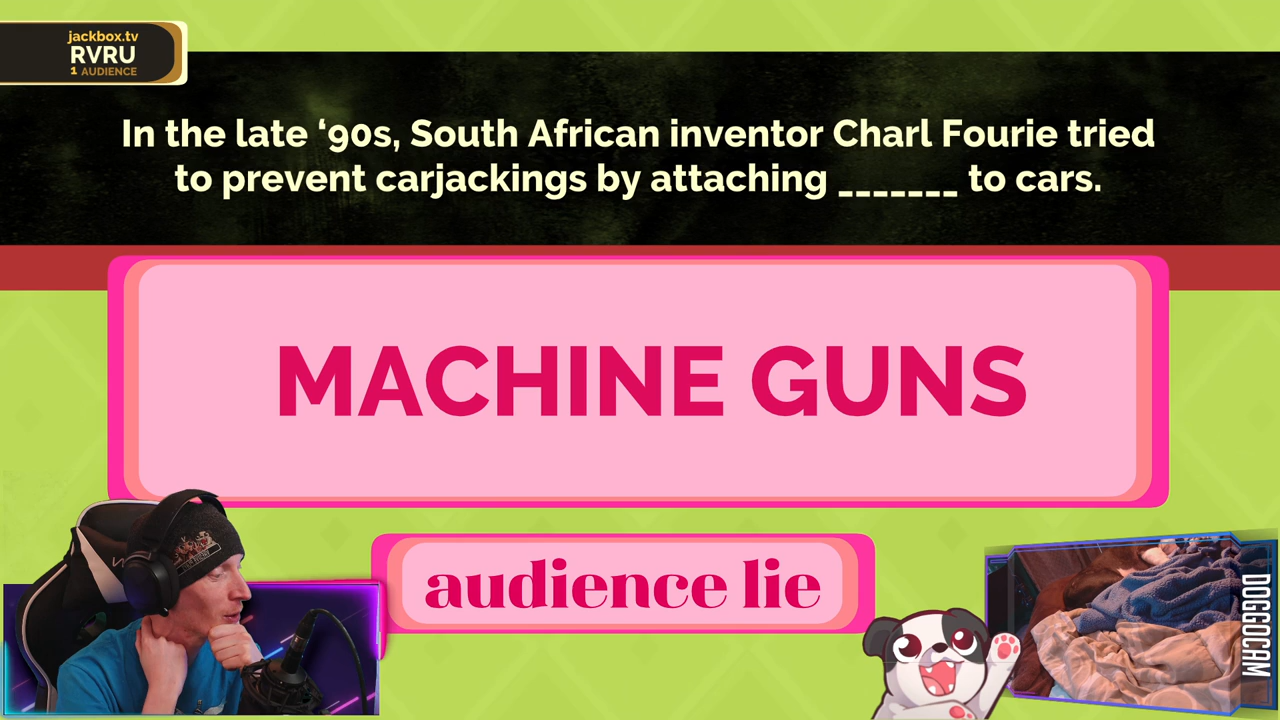 jackbox.tv
RVRU
1 AUDIENCE
In the late ‘90s, South African inventor Charl Fourie tried
to prevent carjackings by attaching _______ to cars.
MACHINE GUNS
audience lie
DOGGOCAM